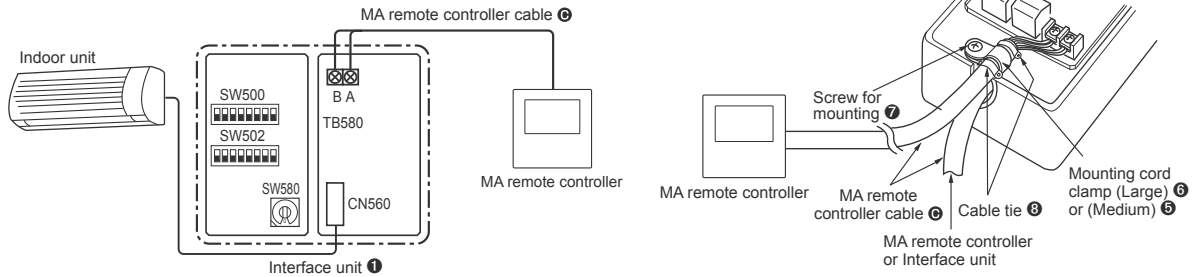 MA remote controller cable C
Indoor unit
SW500
SW502
SW580
B A
TB580
CN560
MA remote controller
Interface unit ❶
Screw for
mounting ❼
MA remote controller
MA remote
controller cable C
Cable tie ❽
Mounting cord
clamp (Large) ❻
or (Medium) ❺
MA remote controller
or Interface unit